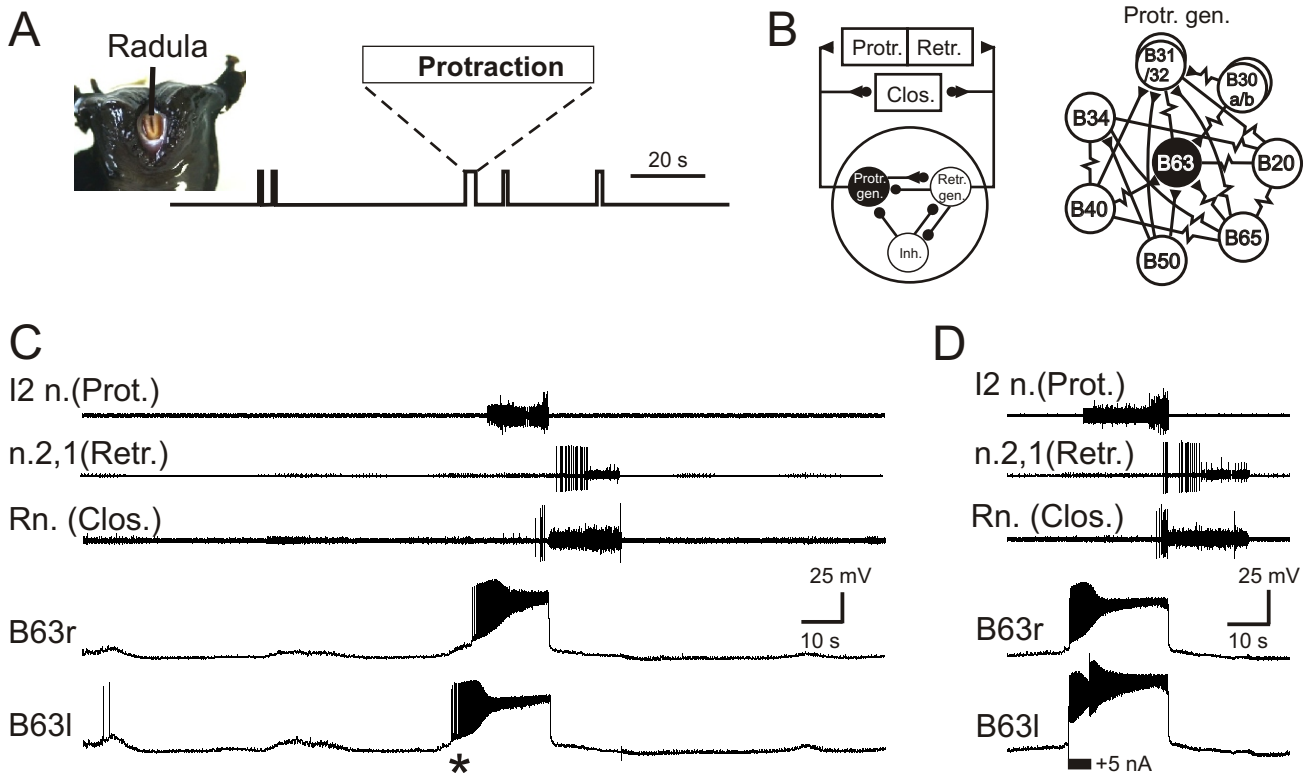 A
Radula
Protraction
20 s
B
Protr. Retr.
Clos.
Protr. gen.
Retr. gen.
Inh.
Protr. gen.
B31 /32
B30 a/b
B34
B63
B20
B40
B65
B50
C
I2 n.(Prot.)
n.2,1(Retr.)
Rn. (Clos.)
B63r
B63l
25 mV
10 s
*
D
I2 n.(Prot.)
n.2,1(Retr.)
Rn. (Clos.)
B63r
B63l
25 mV
10 s
+5 nA